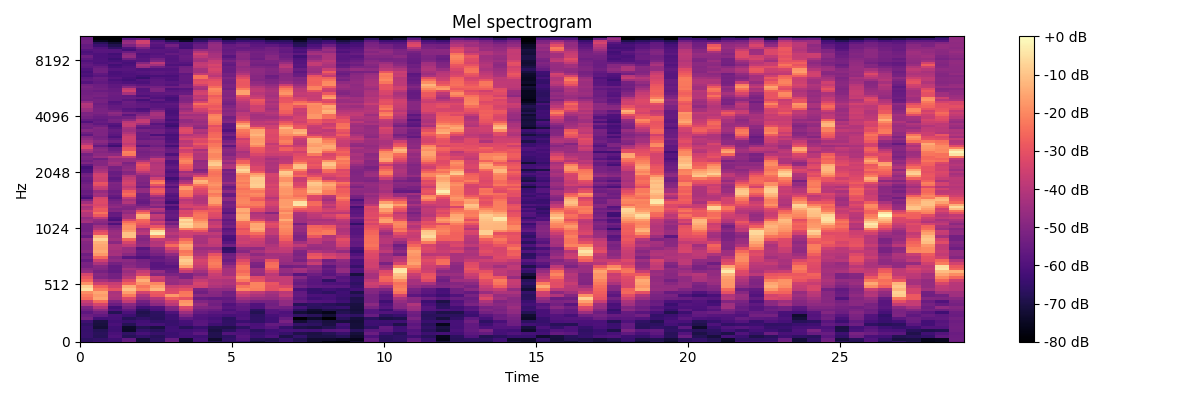 Mel spectrogram
8192
4096
2048
1024
512
0
Hz
0 5 10 15 20 25
Time
+0 dB
-10 dB
-20 dB
-30 dB
-40 dB
-50 dB
-60 dB
-70 dB
-80 dB